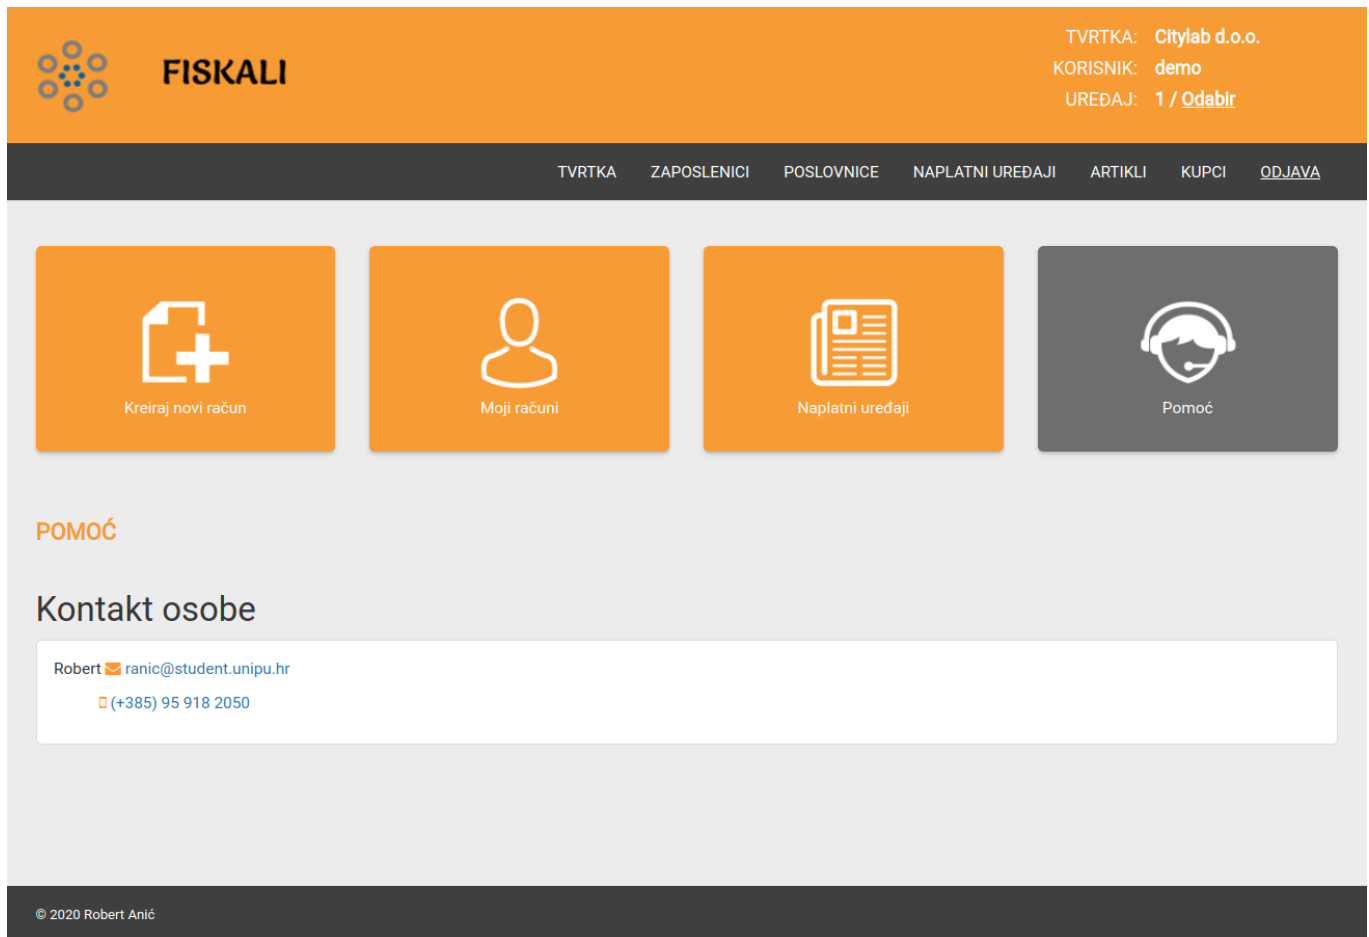 FISKALI
TVRTKA: Citylab d.o.o.
KORISNIK: demo
UREĐAJ: 1 / Odabir
TVRTKA ZAPOSLENICI POSLOVNICE NAPLATNI UREĐAJI ARTIKLI KUPCI ODJAVA
Kreiraj novi račun Moji računi Naplatni uređaji Pomoć
POMOĆ
Kontakt osobe
Robert ranic@student.unipu.hr
(+385) 95 918 2050
© 2020 Robert Anić